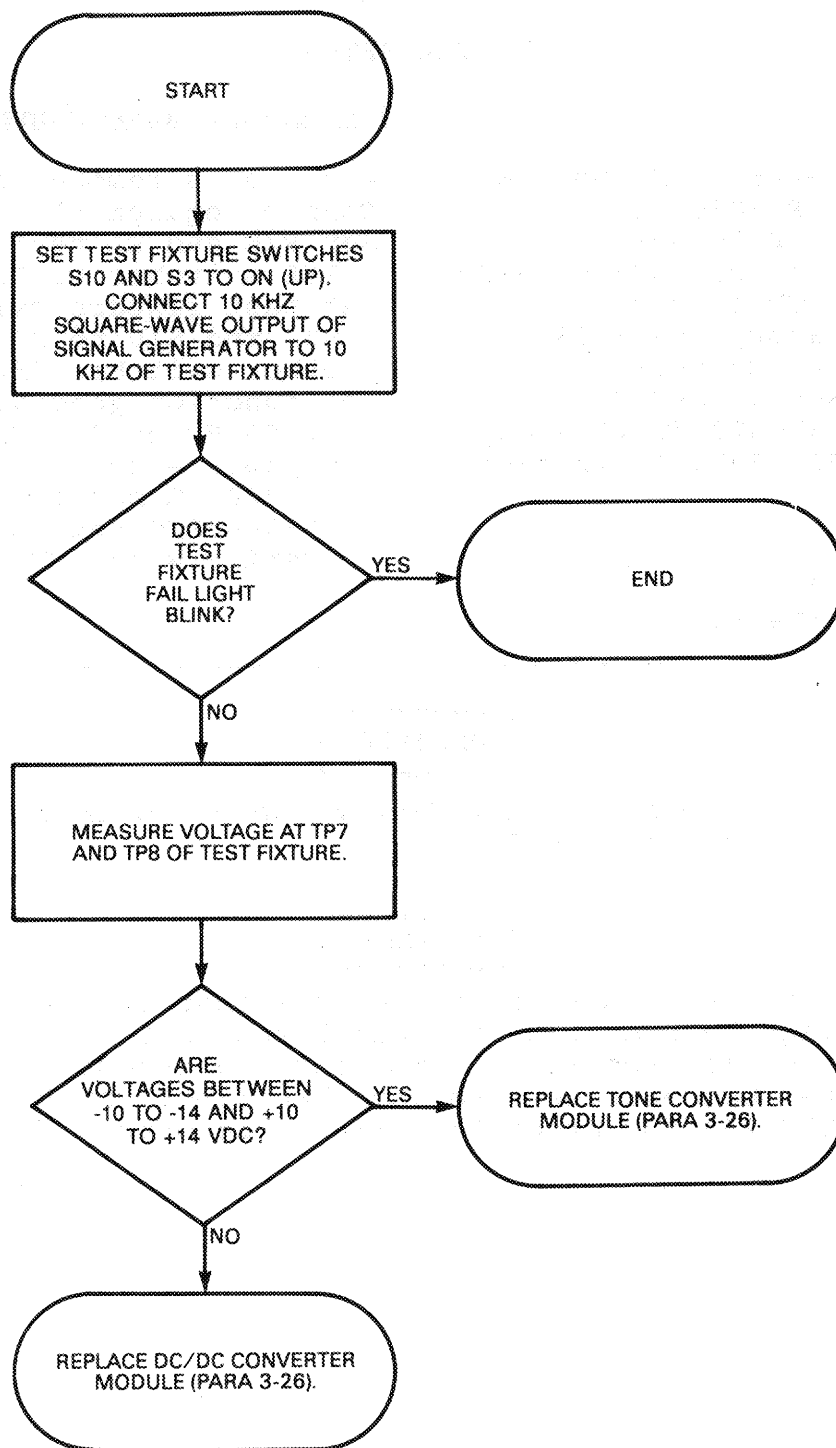 START
SET TEST FIXTURE SWITCHES
S10 AND S3 TO ON (UP).
CONNECT 10 KHZ
SQUARE-WAVE OUTPUT OF
SIGNAL GENERATOR TO 10
KHZ OF TEST FIXTURE.
DOES
TEST
FIXTURE
FAIL LIGHT
BLINK?
YES
END
NO
MEASURE VOLTAGE AT TP7
AND TP8 OF TEST FIXTURE.
ARE
VOLTAGES BETWEEN
-10 TO -14 AND +10
TO +14 VDC?
YES
REPLACE TONE CONVERTER
MODULE (PARA 3-26).
NO
REPLACE DC/DC CONVERTER
MODULE (PARA 3-26).